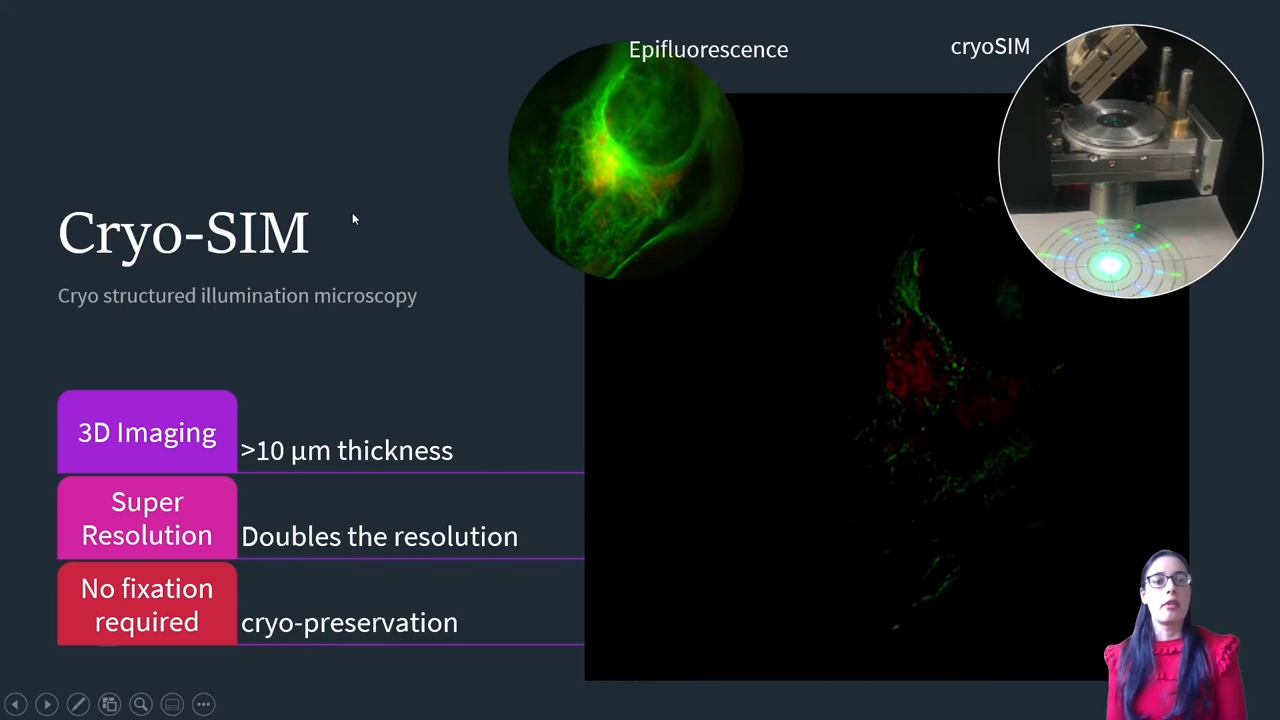 Epifluorescence
cryoSIM
Cryo-SIM
Cryo structured illumination microscopy
3D Imaging
>10 µm thickness
Super
Resolution
Doubles the resolution
No fixation
required
cryo-preservation